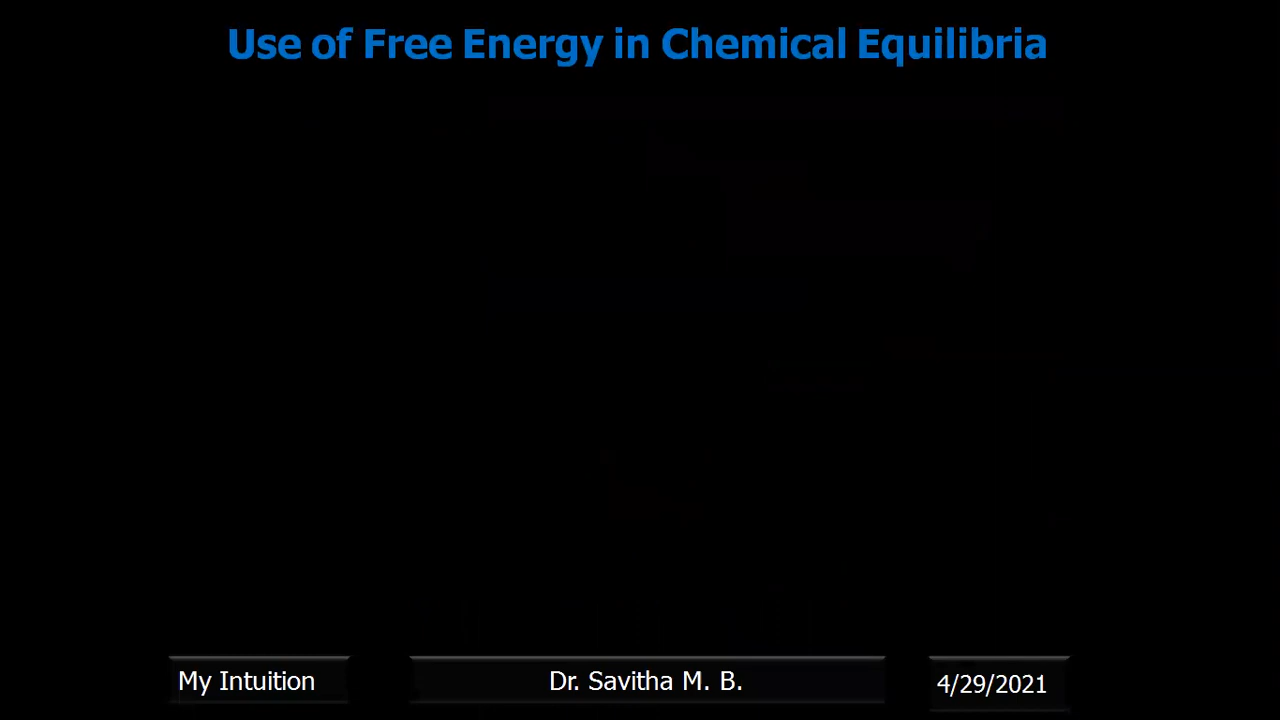 Use of Free Energy in Chemical Equilibria
My Intuition
Dr. Savitha M. B.
4/29/2021